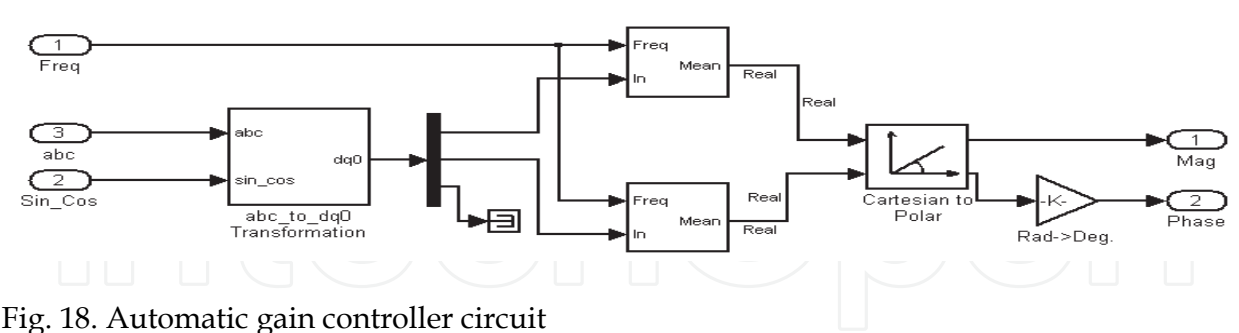 1
Freq
3
abc
2
Sin_Cos
abc
sin_cos
dq0
abc_to_dq0
Transformation
Freq
In
Mean
Real
Freq
In
Mean
Real
Real
Real
Cartesian to
Polar
-K-
Rad->Deg.
1
Mag
2
Phase
intechopen
Fig. 18. Automatic gain controller circuit